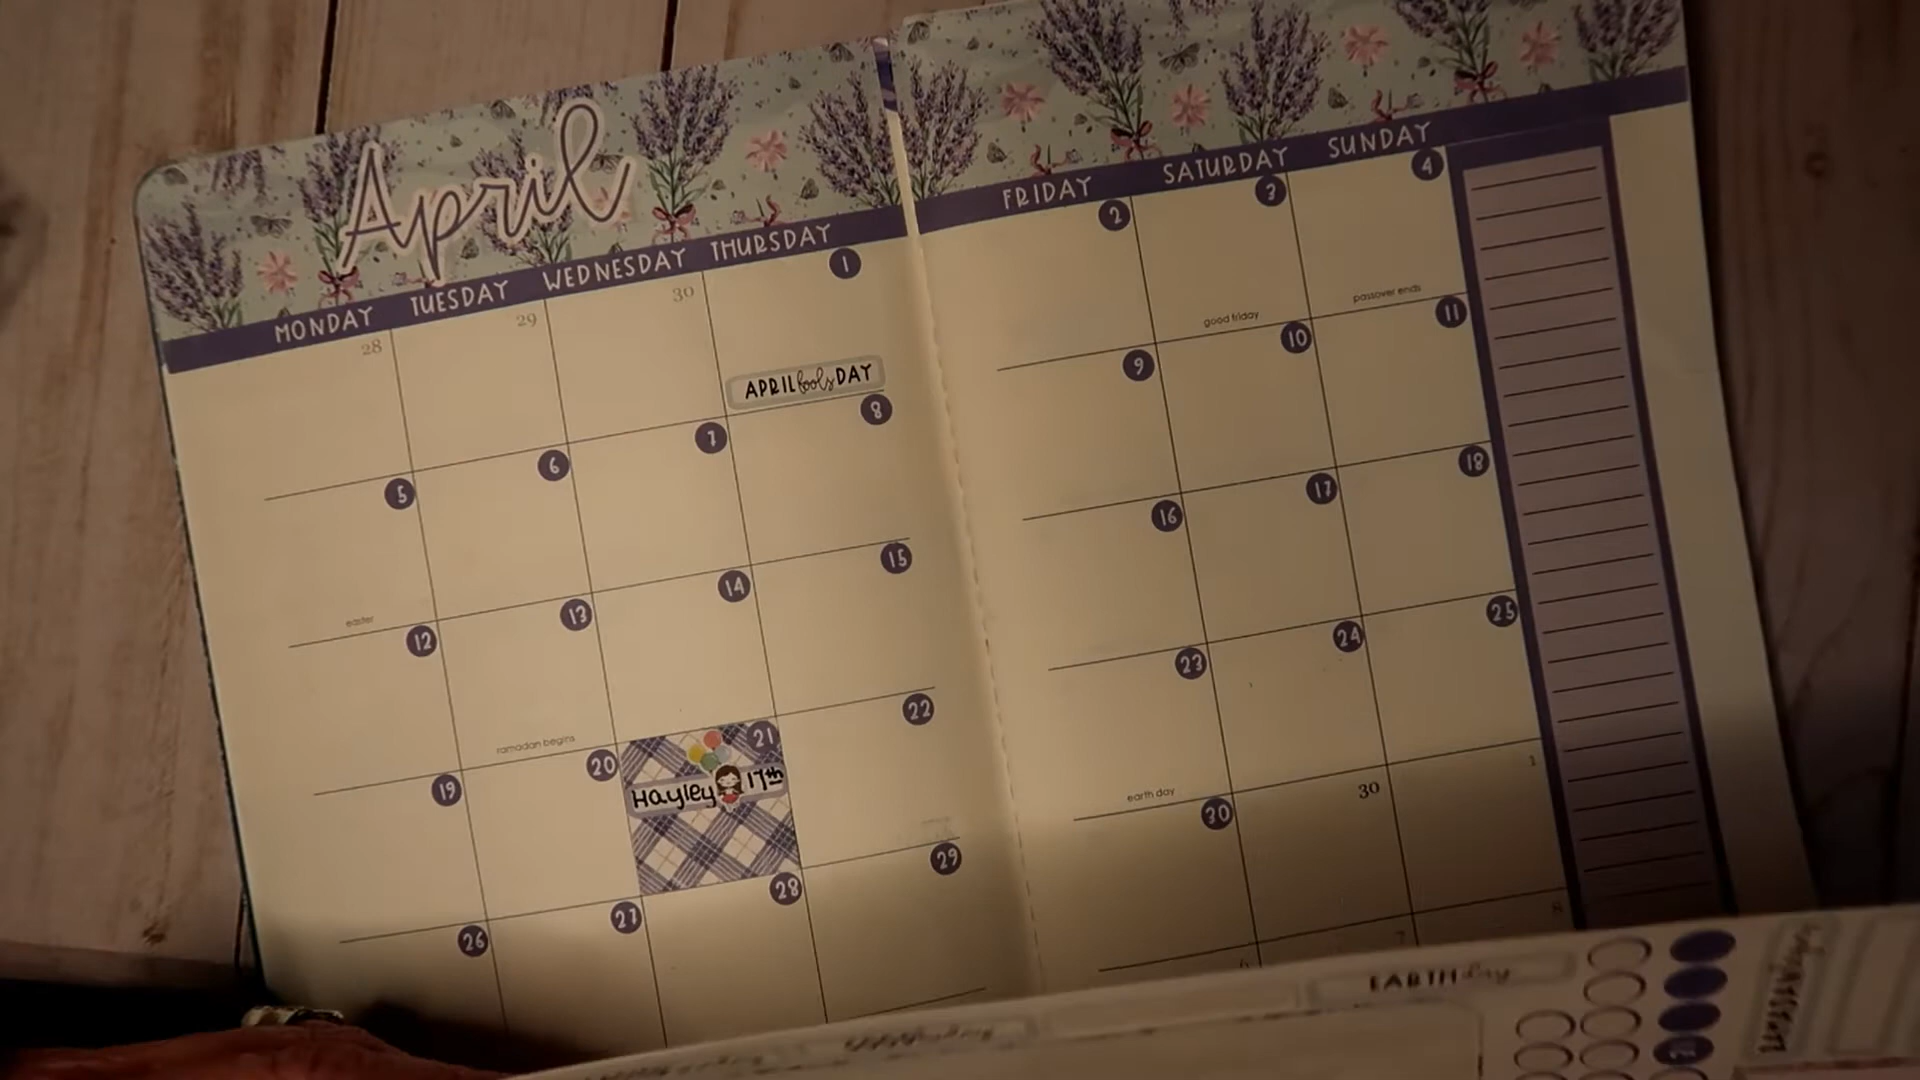 April
MONDAY TUESDAY WEDNESDAY THURSDAY FRIDAY SATURDAY SUNDAY
28 29 30 1 2 3 4
APRIL fools DAY
good friday
passover ends
5 6 7 8 9 10 11
easter
12 13 14 15 16 17 18
ramadan begins
19 20 21 22 23 24 25
Hayley 17th
earth day
26 27 28 29 30 30 1
6 7 8
EARTH day